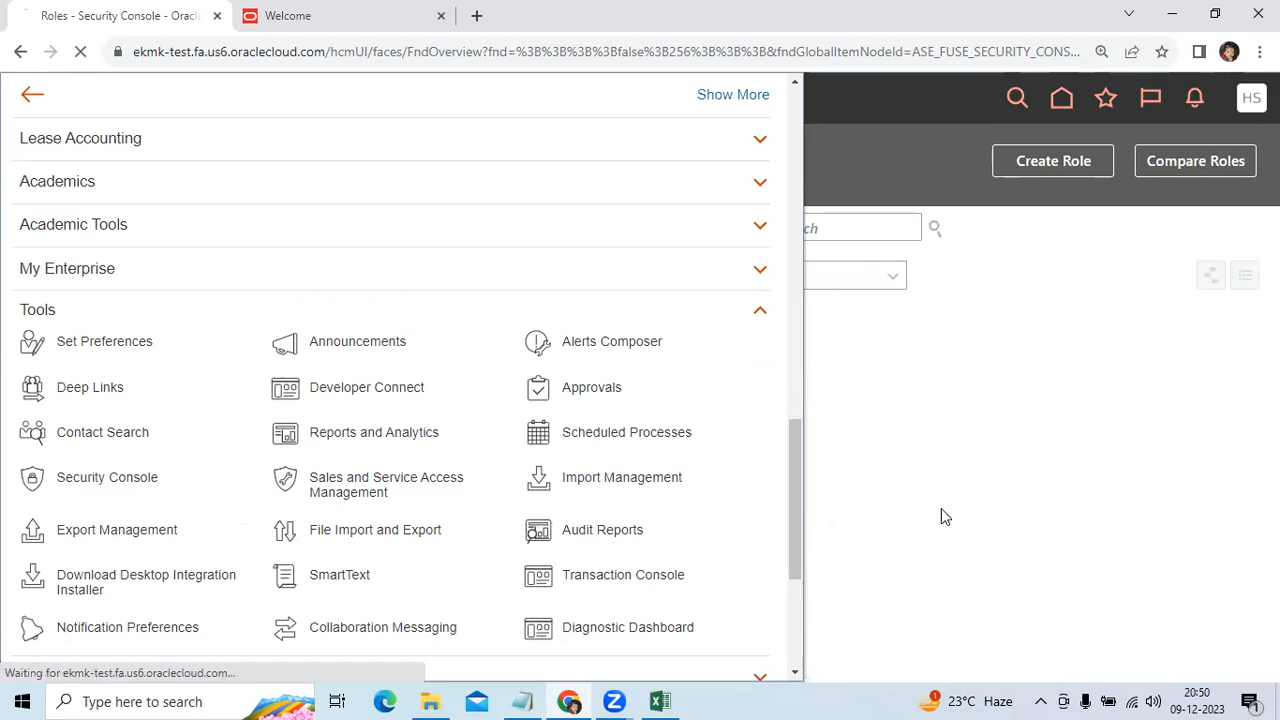 Roles - Security Console - Oracl
Welcome
ekmk-test.fa.us6.oraclecloud.com/hcmUI/faces/FndOverview?fnd=%3B%3B%3B%3Bfalse%3B256%3B%3B%3B&fndGlobalItemNodeId=ASE_FUSE_SECURITY_CONS...
Show More
HS
Lease Accounting
Create Role
Compare Roles
Academics
Academic Tools
ch
My Enterprise
Tools
Set Preferences
Announcements
Alerts Composer
Deep Links
Developer Connect
Approvals
Contact Search
Reports and Analytics
Scheduled Processes
Security Console
Sales and Service Access
Management
Import Management
Export Management
File Import and Export
Audit Reports
Download Desktop Integration
Installer
SmartText
Transaction Console
Notification Preferences
Collaboration Messaging
Diagnostic Dashboard
Waiting for ekmk-test.fa.us6.oraclecloud.com...
Type here to search
1
23°C Haze
20:50
09-12-2023
1